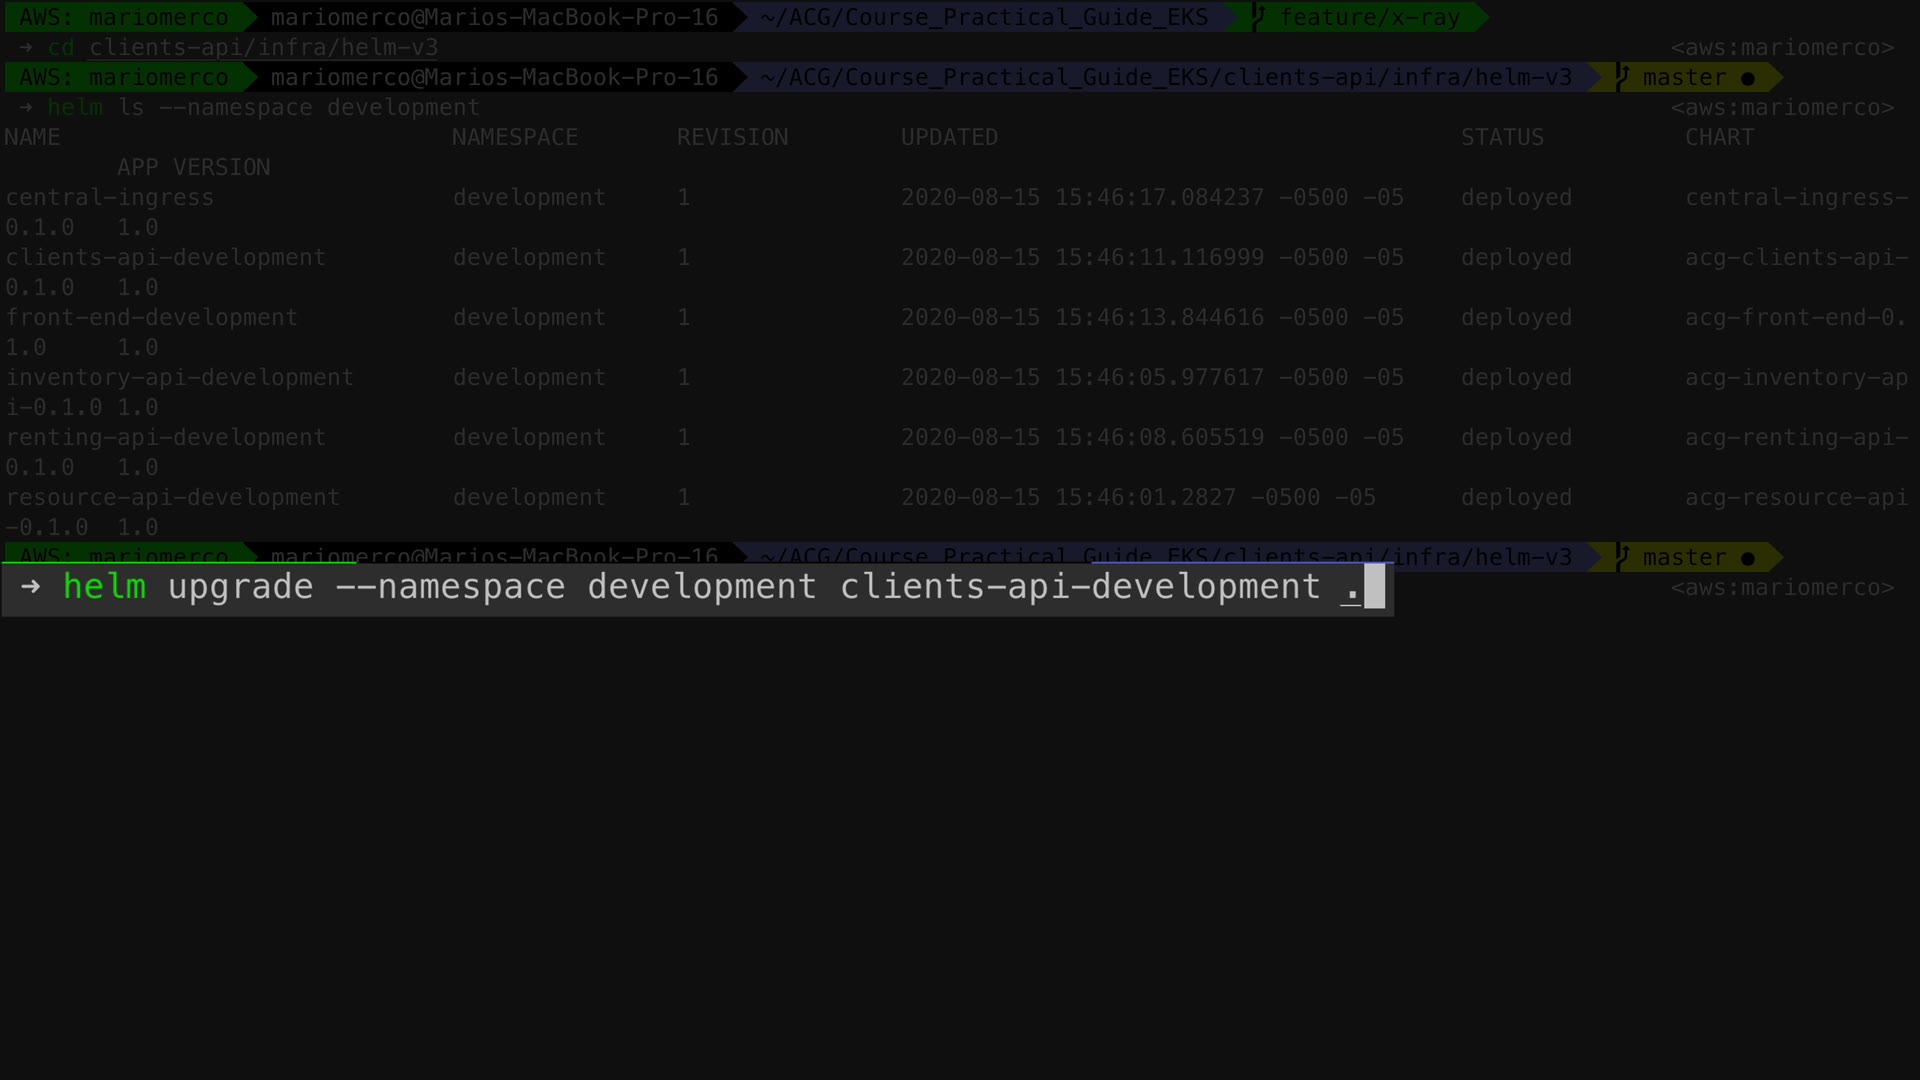 AWS: mariomerco mariomerco@Marios-MacBook-Pro-16 ~/ACG/Course_Practical_Guide_EKS feature/x-ray
→ cd clients-api/infra/helm-v3 <aws:mariomerco>
AWS: mariomerco mariomerco@Marios-MacBook-Pro-16 ~/ACG/Course_Practical_Guide_EKS/clients-api/infra/helm-v3 master ●
→ helm ls --namespace development <aws:mariomerco>
NAME NAMESPACE REVISION UPDATED STATUS CHART
APP VERSION
central-ingress development 1 2020-08-15 15:46:17.084237 -0500 -05 deployed central-ingress-
0.1.0 1.0
clients-api-development development 1 2020-08-15 15:46:11.116999 -0500 -05 deployed acg-clients-api-
0.1.0 1.0
front-end-development development 1 2020-08-15 15:46:13.844616 -0500 -05 deployed acg-front-end-0.
1.0 1.0
inventory-api-development development 1 2020-08-15 15:46:05.977617 -0500 -05 deployed acg-inventory-ap
i-0.1.0 1.0
renting-api-development development 1 2020-08-15 15:46:08.605519 -0500 -05 deployed acg-renting-api-
0.1.0 1.0
resource-api-development development 1 2020-08-15 15:46:01.2827 -0500 -05 deployed acg-resource-api
-0.1.0 1.0
AWS: mariomerco mariomerco@Marios-MacBook-Pro-16 ~/ACG/Course_Practical_Guide_EKS/clients-api/infra/helm-v3 master ●
→ helm upgrade --namespace development clients-api-development . <aws:mariomerco>